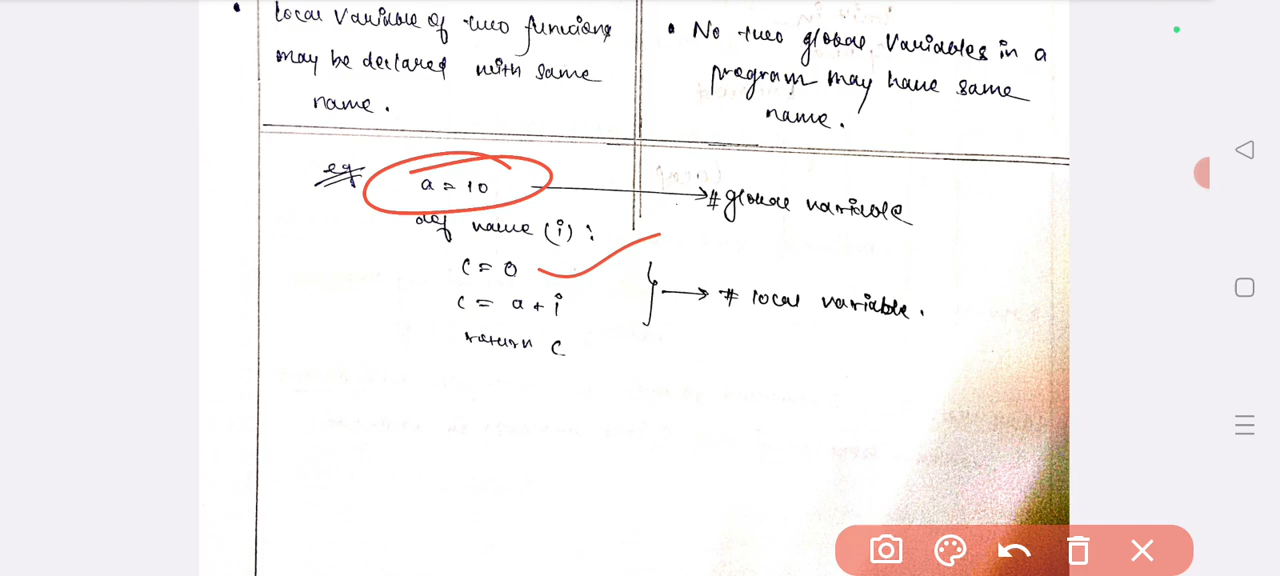 • Local Variable of two functions
may be declared with same
name.
• No two global Variables in a
program may have same
name.
eg
a = 10 → # global variable
def name (i) :
c = 0
c = a + i
return c
} → # local variable.